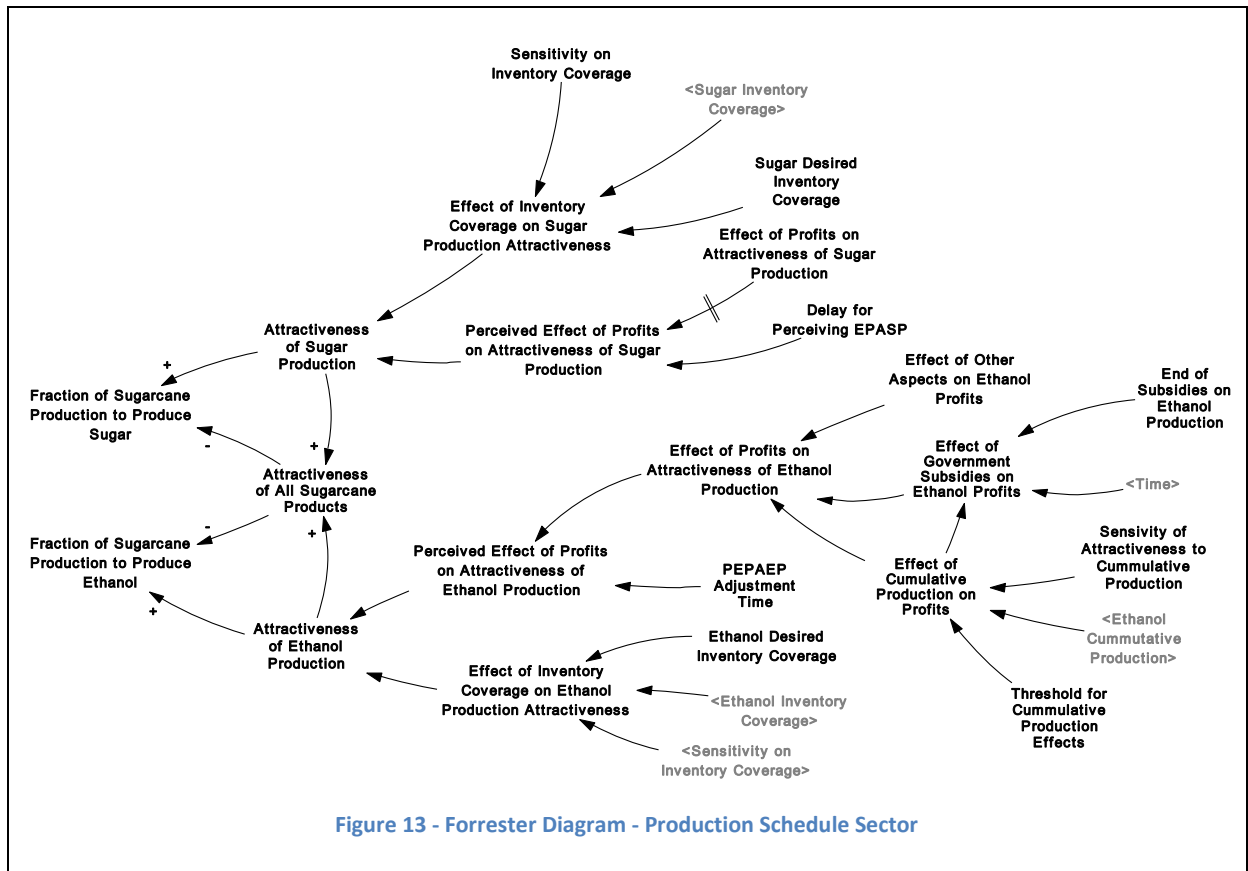 Sensitivity on
Inventory Coverage
<Sugar Inventory
Coverage>
Sugar Desired
Inventory
Coverage
Effect of Inventory
Coverage on Sugar
Production Attractiveness
Effect of Profits on
Attractiveness of Sugar
Production
Delay for
Perceiving EPASP
Attractiveness
of Sugar
Production
Perceived Effect of Profits
on Attractiveness of Sugar
Production
+
Fraction of Sugarcane
Production to Produce
Sugar
-
+
Effect of Other
Aspects on Ethanol
Profits
End of
Subsidies on
Ethanol
Production
Effect of Profits on
Attractiveness of Ethanol
Production
Effect of
Government
Subsidies on
Ethanol Profits
<Time>
Attractiveness
of All Sugarcane
Products
-
+
Fraction of Sugarcane
Production to Produce
Ethanol
+
Perceived Effect of Profits
on Attractiveness of
Ethanol Production
PEPAEP
Adjustment
Time
Effect of
Cumulative
Production on
Profits
Sensivity of
Attractiveness to
Cummulative
Production
<Ethanol
Cummutative
Production>
Attractiveness
of Ethanol
Production
Ethanol Desired
Inventory Coverage
Effect of Inventory
Coverage on Ethanol
Production Attractiveness
<Ethanol Inventory
Coverage>
<Sensitivity on
Inventory Coverage>
Threshold for
Cummulative
Production
Effects
Figure 13 - Forrester Diagram - Production Schedule Sector